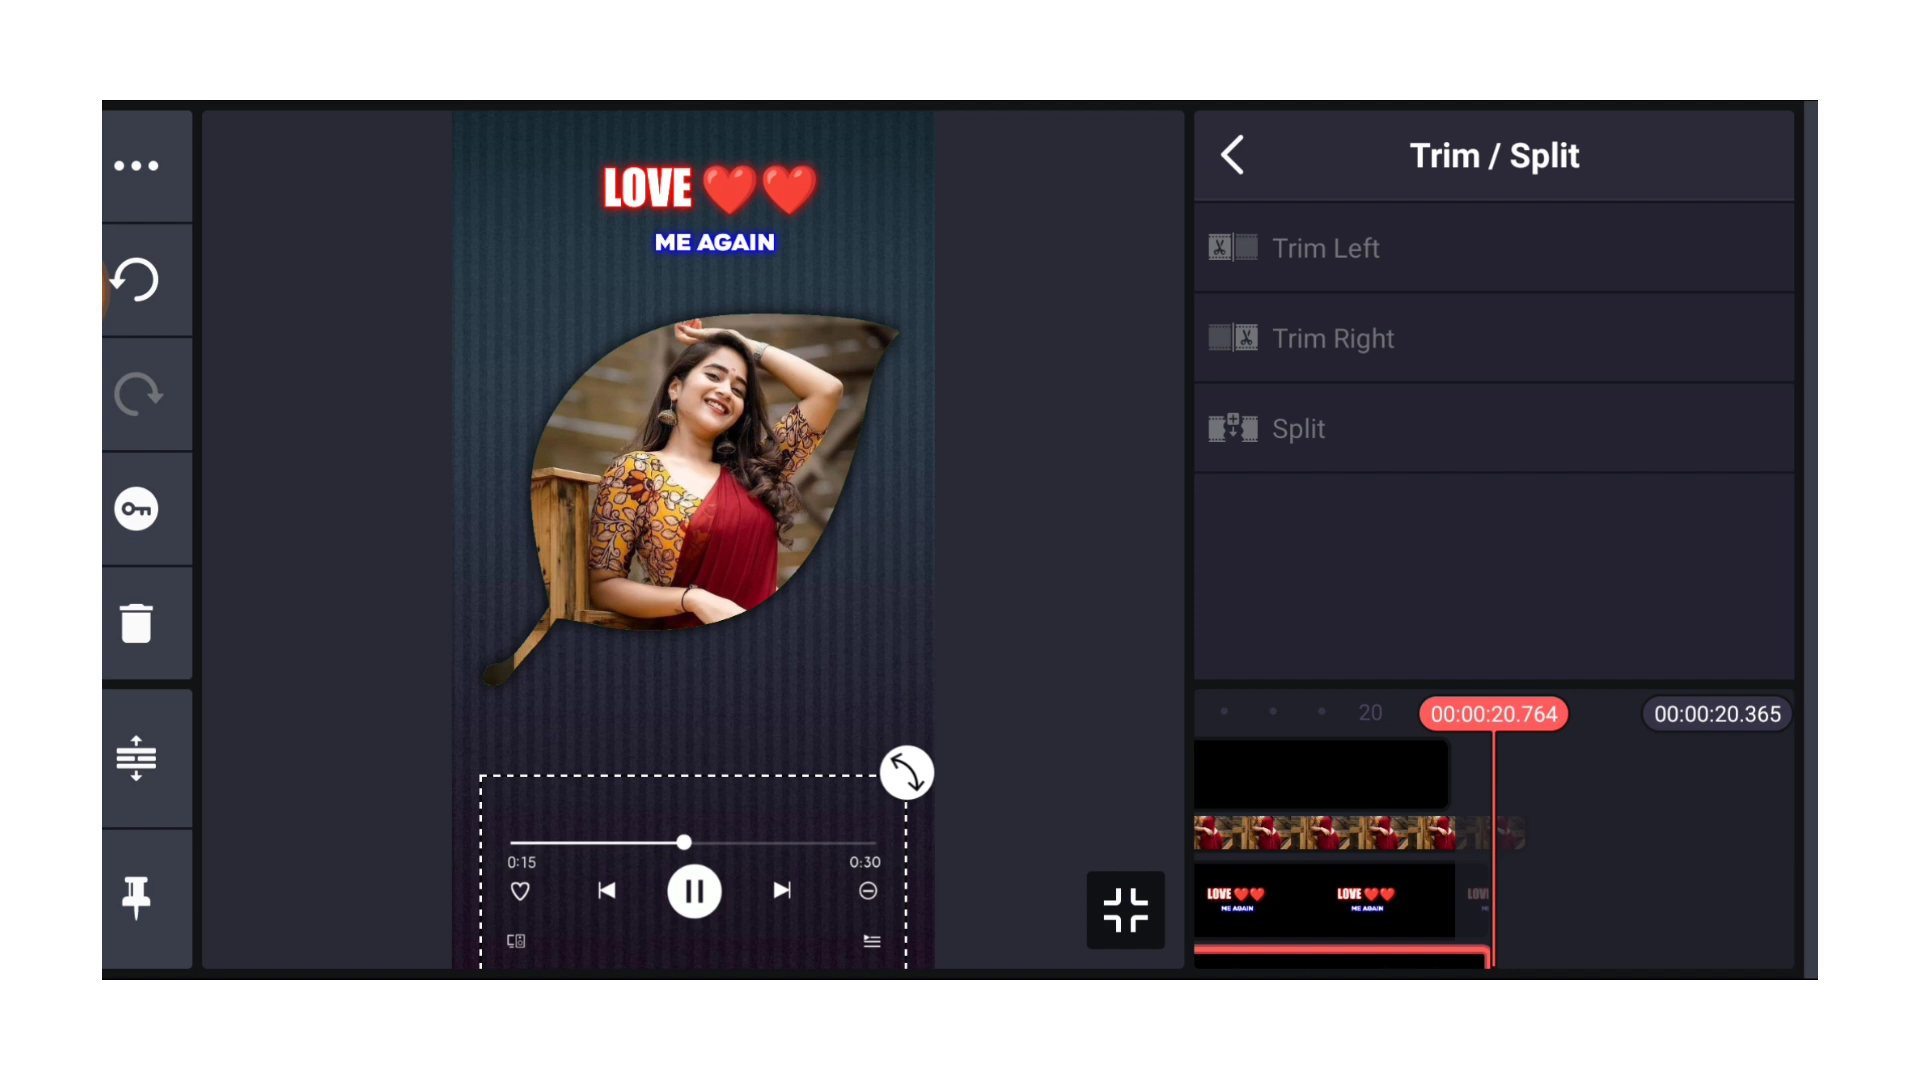 LOVE ❤️❤️
ME AGAIN
0:15
0:30
Trim / Split
Trim Left
Trim Right
Split
20
00:00:20.764
00:00:20.365
LOVE ❤️❤️
ME AGAIN
LOVE ❤️❤️
ME AGAIN